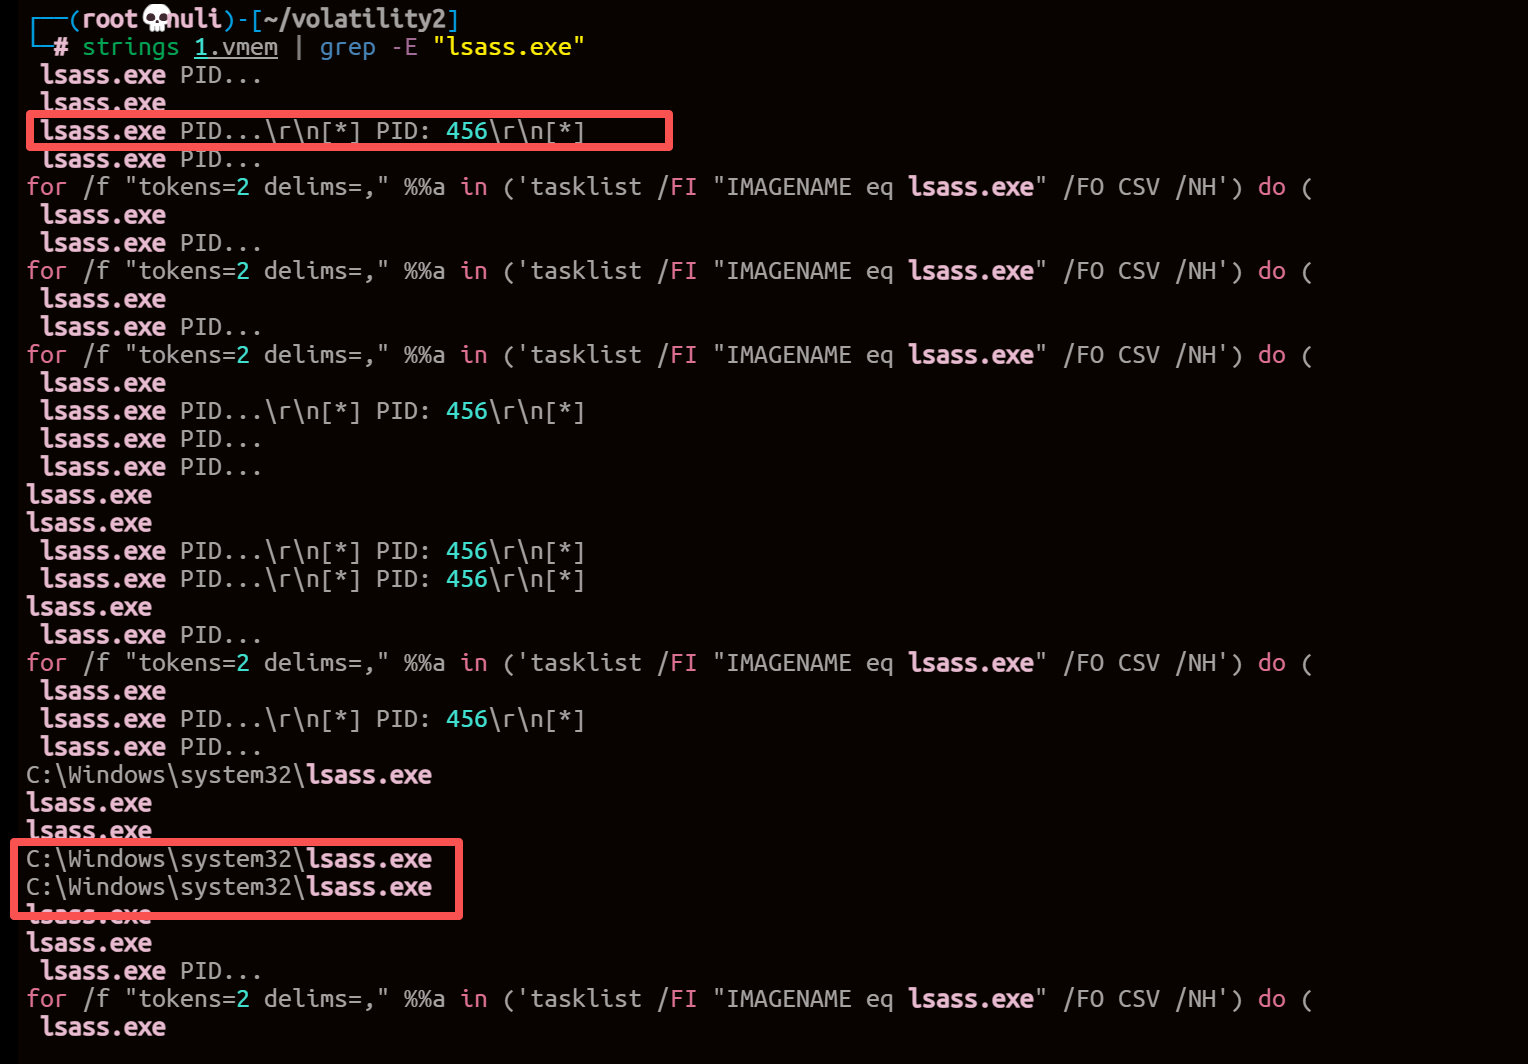 ┌──(root💀nuli)-[~/volatility2]
└─# strings 1.vmem | grep -E "lsass.exe"
 lsass.exe PID...
 lsass.exe
 lsass.exe PID...\r\n[*] PID: 456\r\n[*]
 lsass.exe PID...
for /f "tokens=2 delims=," %%a in ('tasklist /FI "IMAGENAME eq lsass.exe" /FO CSV /NH') do (
 lsass.exe
 lsass.exe PID...
for /f "tokens=2 delims=," %%a in ('tasklist /FI "IMAGENAME eq lsass.exe" /FO CSV /NH') do (
 lsass.exe
 lsass.exe PID...
for /f "tokens=2 delims=," %%a in ('tasklist /FI "IMAGENAME eq lsass.exe" /FO CSV /NH') do (
 lsass.exe
 lsass.exe PID...\r\n[*] PID: 456\r\n[*]
 lsass.exe PID...
 lsass.exe PID...
lsass.exe
lsass.exe
 lsass.exe PID...\r\n[*] PID: 456\r\n[*]
 lsass.exe PID...\r\n[*] PID: 456\r\n[*]
lsass.exe
 lsass.exe PID...
for /f "tokens=2 delims=," %%a in ('tasklist /FI "IMAGENAME eq lsass.exe" /FO CSV /NH') do (
 lsass.exe
 lsass.exe PID...\r\n[*] PID: 456\r\n[*]
 lsass.exe PID...
C:\Windows\system32\lsass.exe
lsass.exe
lsass.exe
C:\Windows\system32\lsass.exe
C:\Windows\system32\lsass.exe
lsass.exe
lsass.exe
 lsass.exe PID...
for /f "tokens=2 delims=," %%a in ('tasklist /FI "IMAGENAME eq lsass.exe" /FO CSV /NH') do (
 lsass.exe